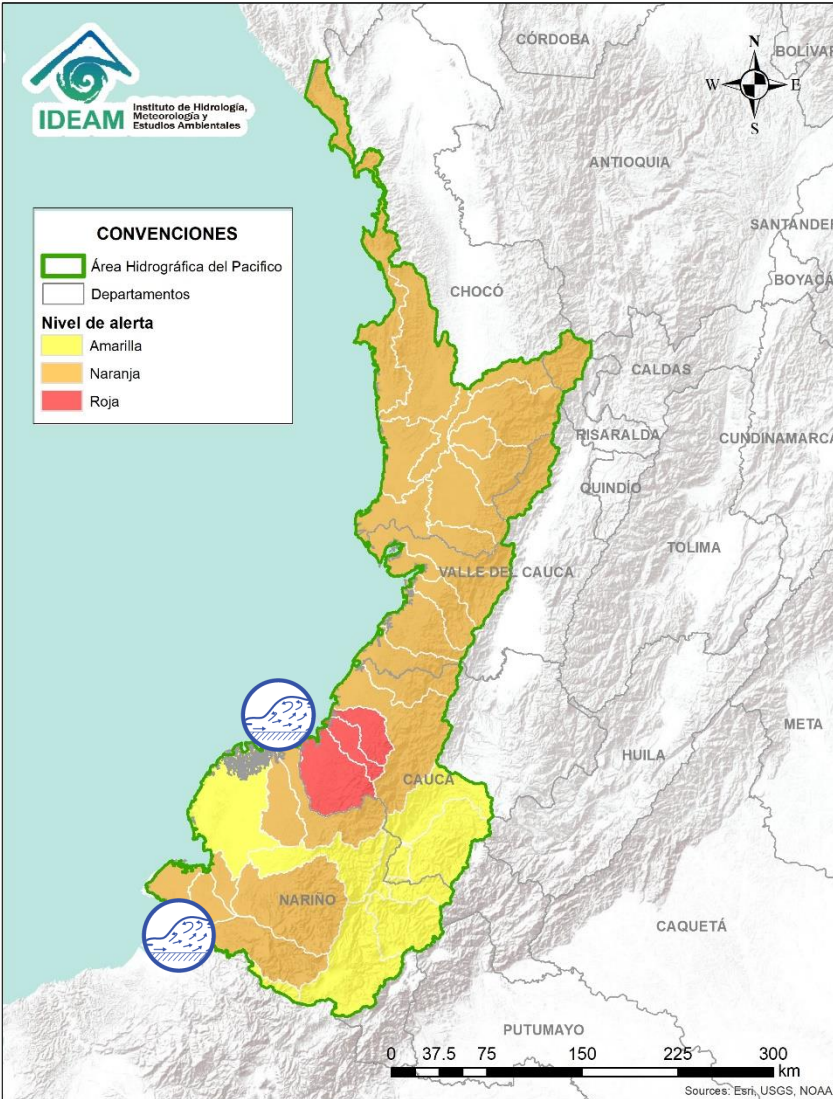 IDEAM
Instituto de Hidrología,
Meteorología y
Estudios Ambientales
N
W
E
S
CÓRDOBA
BOLÍVAR
ANTIOQUIA
SANTANDER
BOYACÁ
CONVENCIONES
Área Hidrográfica del Pacifico
Departamentos
Nivel de alerta
Amarilla
Naranja
Roja
CHOCÓ
CALDAS
RISARALDA
CUNDINAMARCA
QUINDÍO
TOLIMA
VALLE DEL CAUCA
META
HUILA
CAUCA
NARIÑO
CAQUETÁ
PUTUMAYO
0 37.5 75 150 225 300
km
Sources: Esri, USGS, NOAA